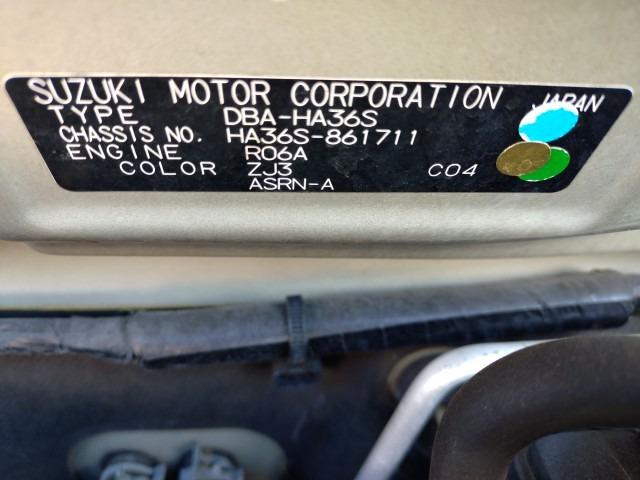 SUZUKI MOTOR CORPORATION JAPAN
TYPE DBA-HA36S
CHASSIS NO. HA36S-861711
ENGINE R06A
COLOR ZJ3 C04
ASRN-A